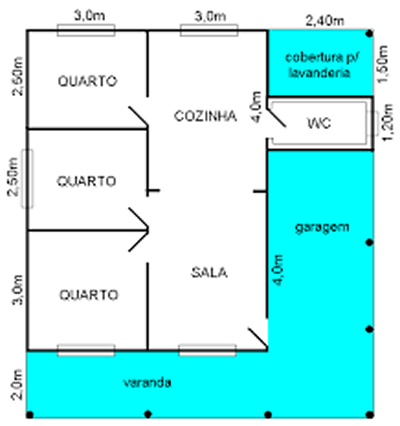 3,0m
3,0m
2,40m
2,50m
QUARTO
cobertura p/
lavanderia
1,50m
COZINHA
4,0m
WC
1,20m
2,50m
QUARTO
garagem
3,0m
QUARTO
SALA
4,0m
2,0m
varanda